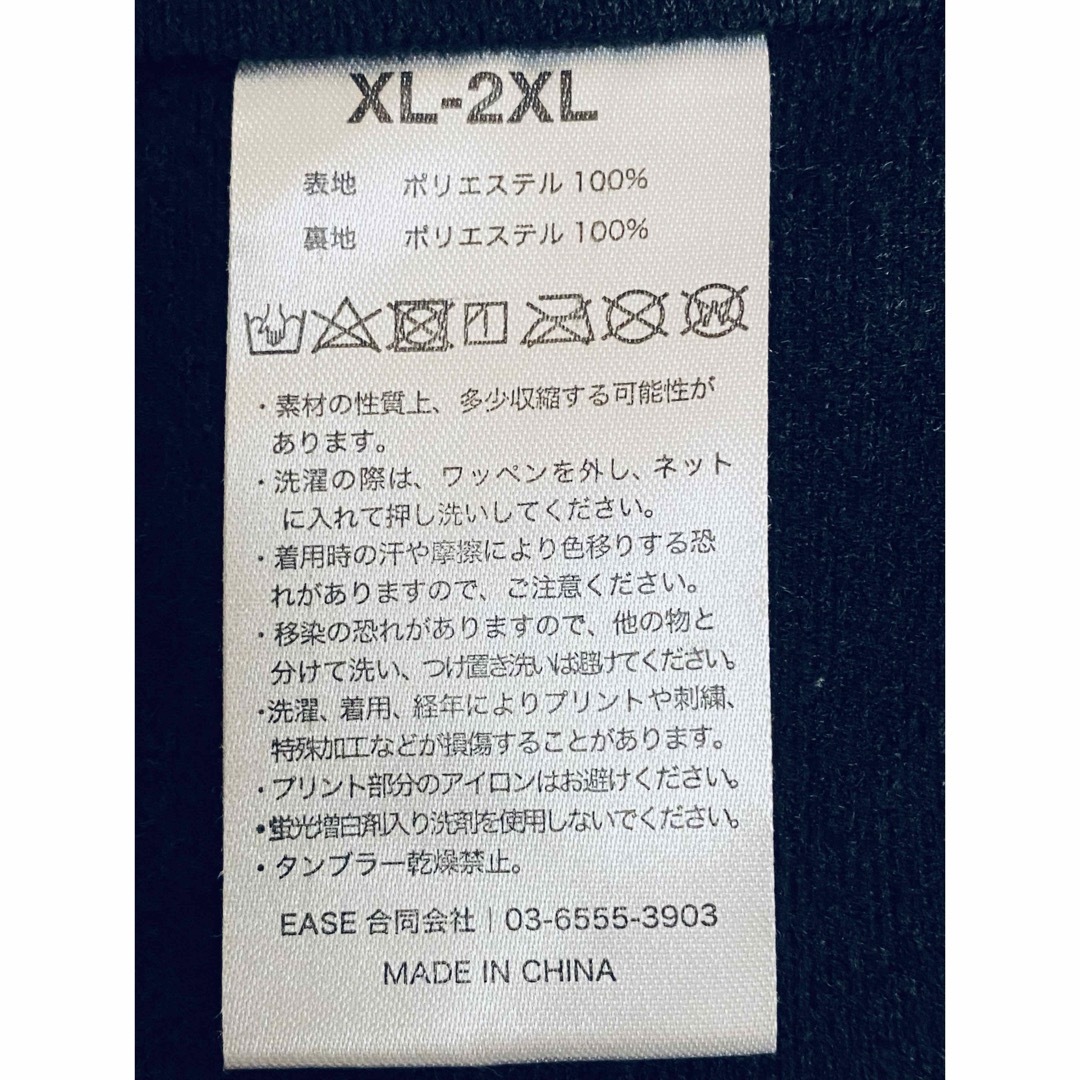 XL-2XL
表地 ポリエステル 100%
裏地 ポリエステル 100%
・素材の性質上、多少収縮する可能性が
あります。
・洗濯の際は、ワッペンを外し、ネット
に入れて押し洗いしてください。
・着用時の汗や摩擦により色移りする恐
れがありますので、ご注意ください。
・移染の恐れがありますので、他の物と
分けて洗い、つけ置き洗いは避けてください。
・洗濯、着用、経年によりプリントや刺繍、
特殊加工などが損傷することがあります。
・プリント部分のアイロンはお避けください。
・蛍光増白剤入り洗剤を使用しないでください。
・タンブラー乾燥禁止。
EASE 合同会社 | 03-6555-3903
MADE IN CHINA